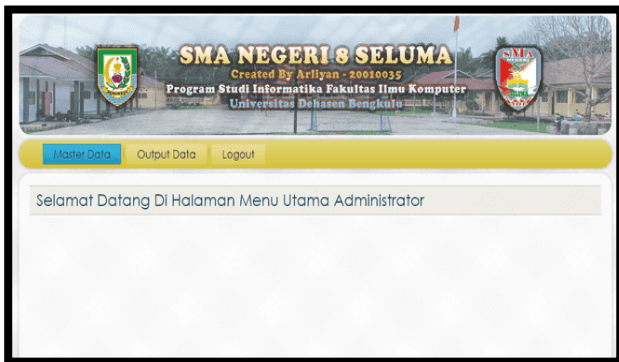 SMA NEGERI 8 SELUMA
Created By Arliyan - 20010035
Program Studi Informatika Fakultas Ilmu Komputer
Universitas Dehasen Bengkulu
SMA
Master Data Output Data Logout
Selamat Datang Di Halaman Menu Utama Administrator